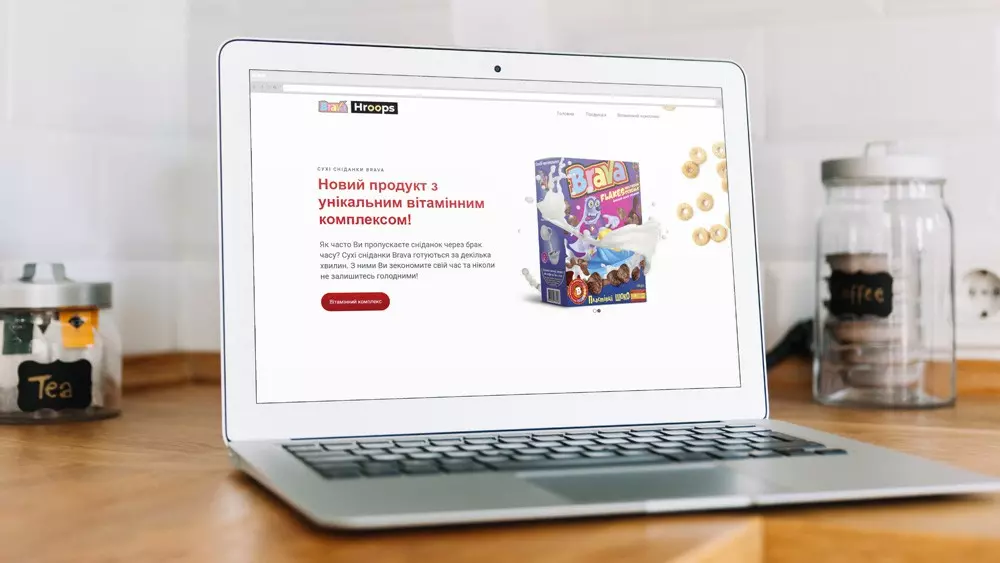 Brava Hroops
Головна Продукція Вітамінний комплекс
СУХІ СНІДАНКИ BRAVA
Новий продукт з
унікальним вітамінним
комплексом!
Як часто Ви пропускаєте сніданок через брак
часу? Сухі сніданки Brava готуються за декілька
хвилин. З ними Ви зекономите свій час та ніколи
не залишитесь голодними!
Вітамінний комплекс
Brava
FLAKES
Пластівці ШОКО
Tea
Coffee